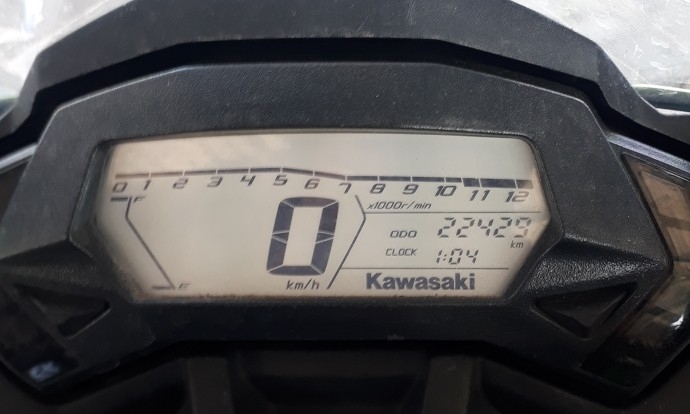 0 1 2 3 4 5 6 7 8 9 10 11 12
x1000r/min
F
ODO 22429 km
CLOCK 1:04
0 km/h
E
Kawasaki